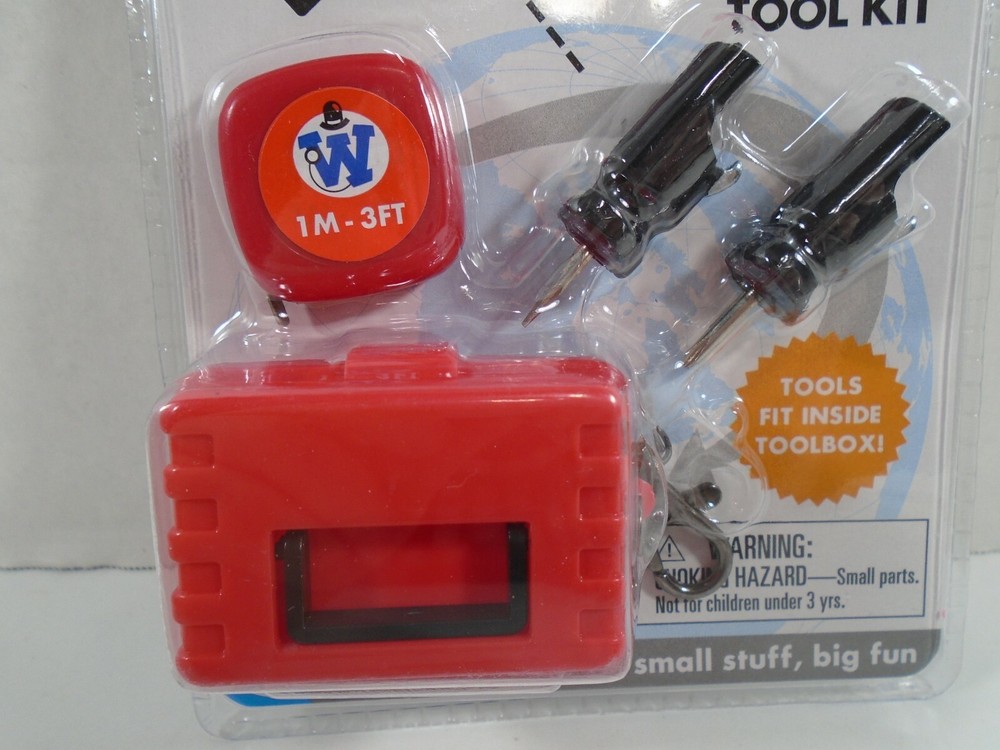 TOOL KIT
W
1M - 3FT
TOOLS
FIT INSIDE
TOOLBOX!
WARNING:
CHOKING HAZARD—Small parts.
Not for children under 3 yrs.
small stuff, big fun